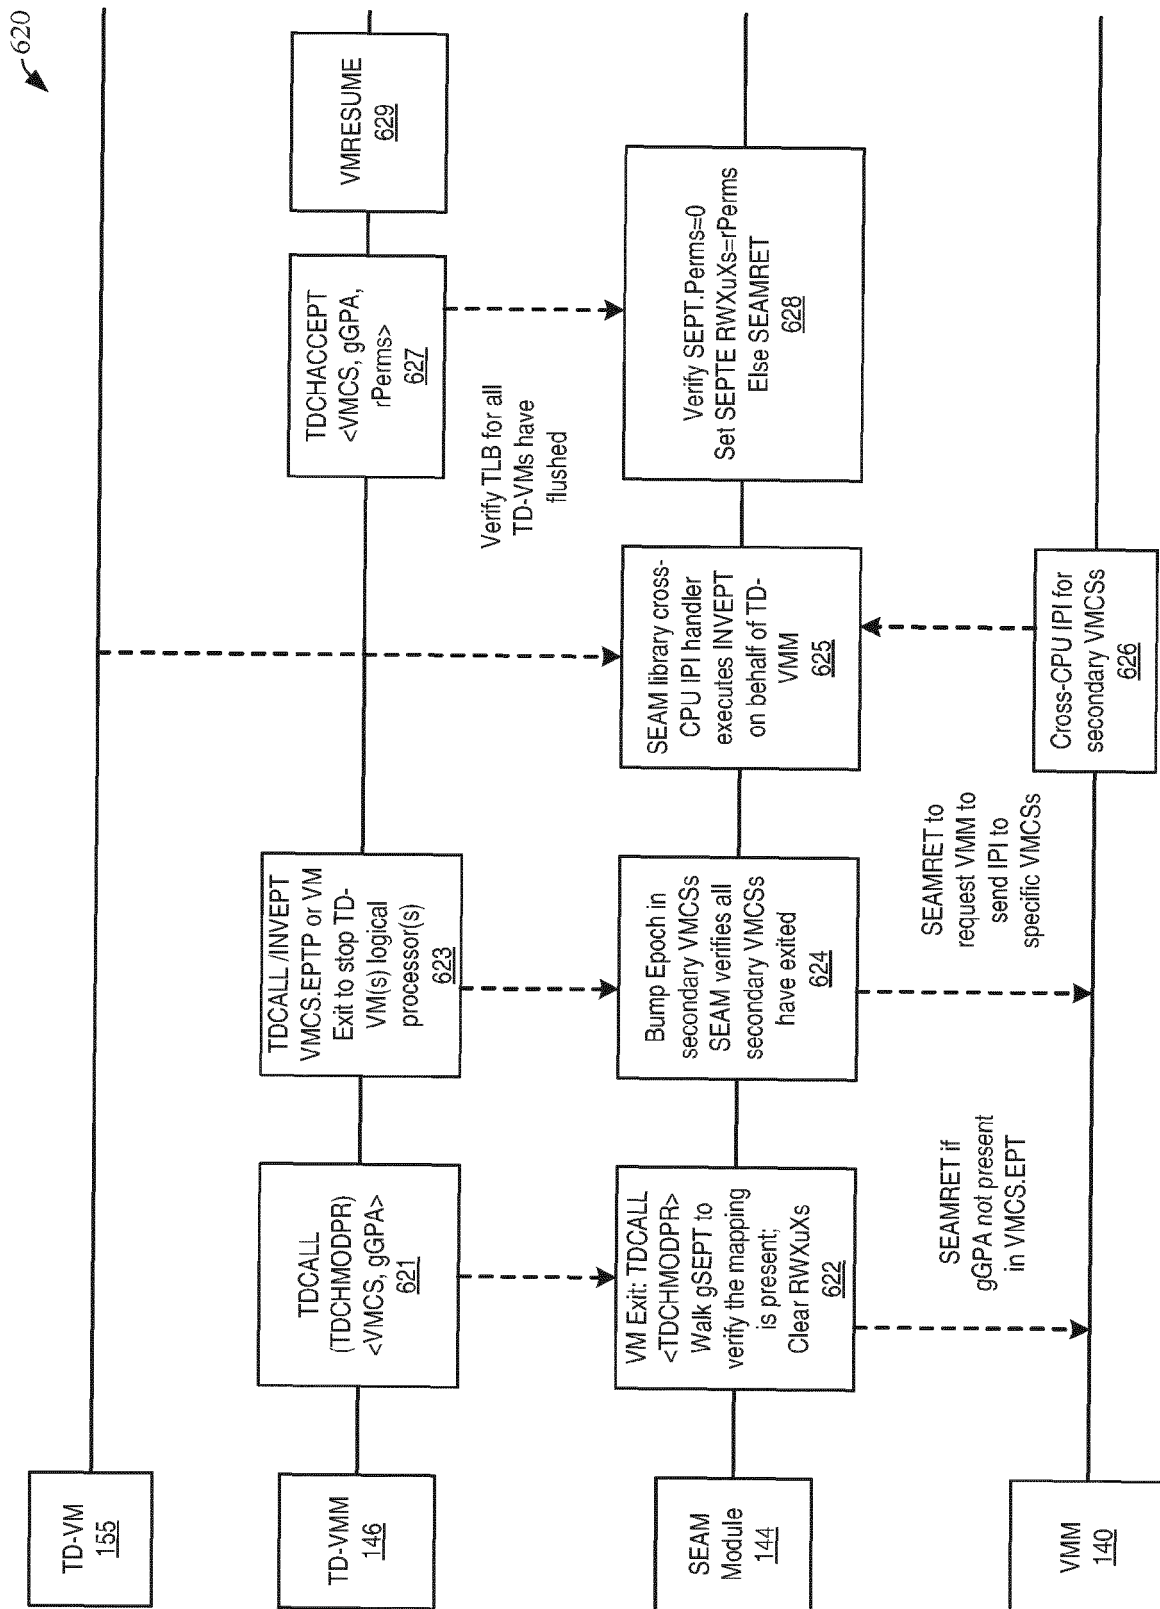 620
TD-VM
155
TD-VMM
146
TDCALL
(TDCHMODPR)
<VMCS, gGPA>
621
TDCALL /INVEPT
VMCS.EPTP or VM
Exit to stop TD-
VM(s) logical
processor(s)
623
TDCHACCEPT
<VMCS, gGPA,
rPerms>
627
VMRESUME
629
Verify TLB for all
TD-VMs have
flushed
SEAM
Module
144
VM Exit: TDCALL
<TDCHMODPR>
Walk gSEPT to
verify the mapping
is present;
Clear RWXuXs
622
Bump Epoch in
secondary VMCSs
SEAM verifies all
secondary VMCSs
have exited
624
SEAM library cross-
CPU IPI handler
executes INVEPT
on behalf of TD-
VMM
625
Verify SEPT.Perms=0
Set SEPTE RWXuXs=rPerms
Else SEAMRET
628
SEAMRET if
gGPA not present
in VMCS.EPT
SEAMRET to
request VMM to
send IPI to
specific VMCSs
VMM
140
Cross-CPU IPI for
secondary VMCSs
626